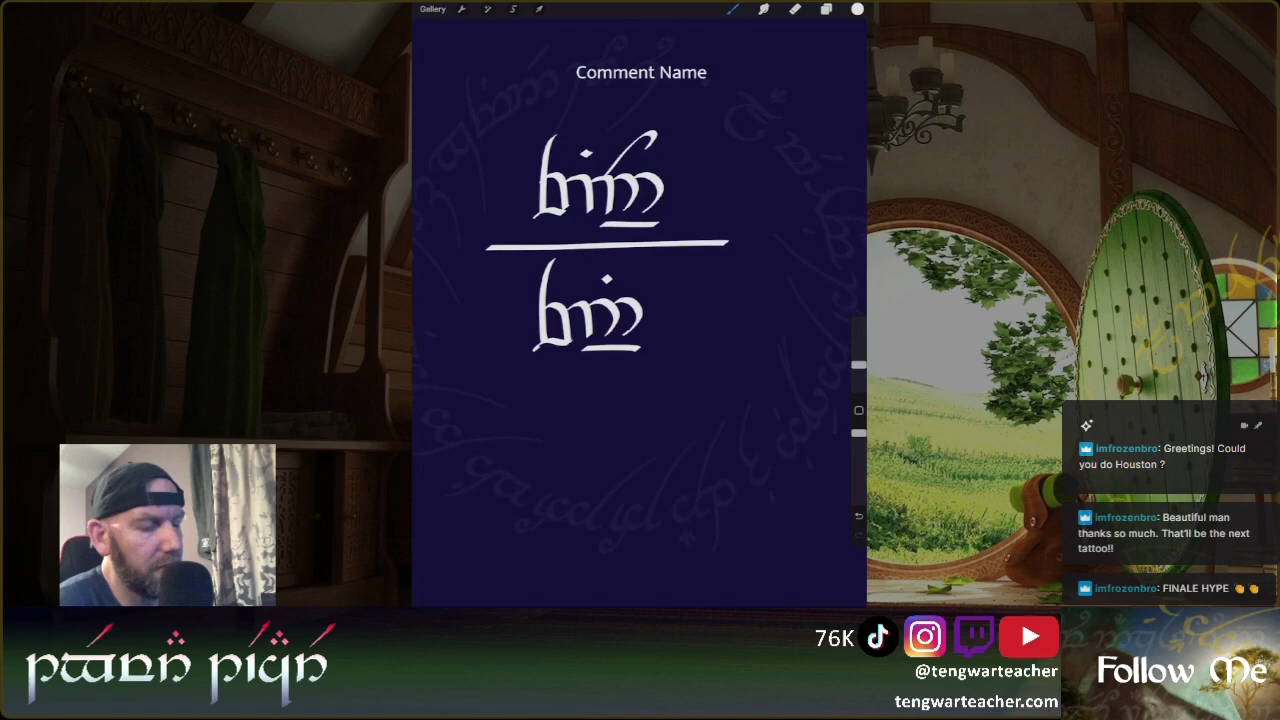 Gallery
Comment Name
imfrozenbro: Greetings! Could
you do Houston ?
imfrozenbro: Beautiful man
thanks so much. That'll be the next
tattoo!!
imfrozenbro: FINALE HYPE 👏 👏
76K
@tengwarteacher
tengwarteacher.com
Follow Me